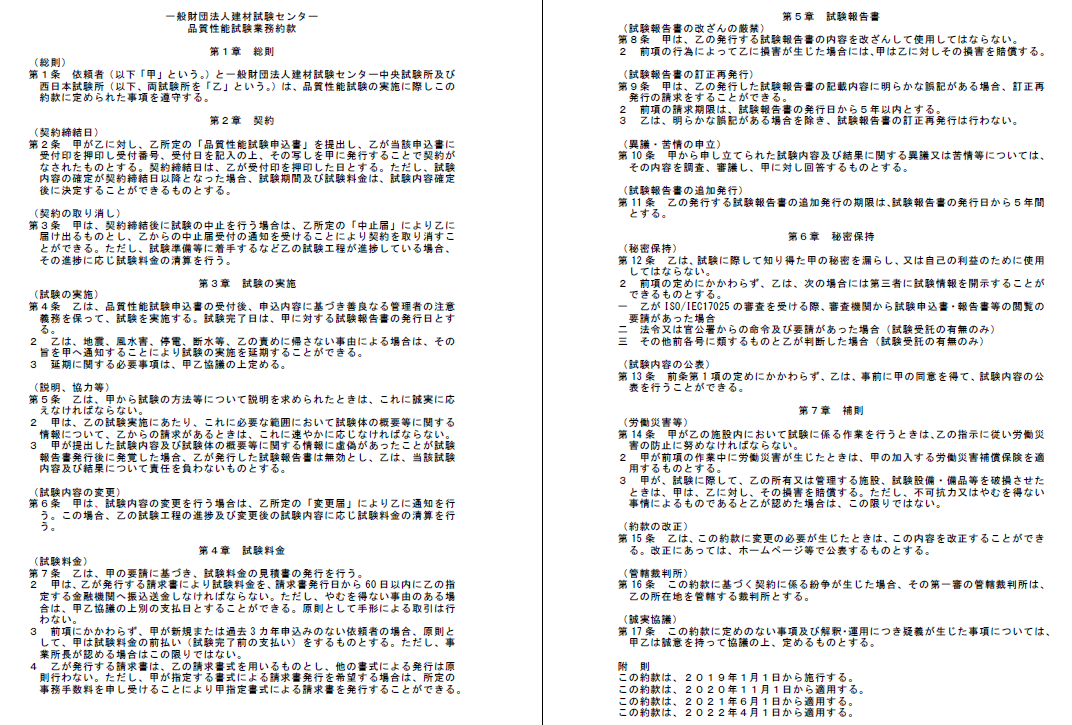 一般財団法人建材試験センター
品質性能試験業務約款
第１章　総則
（総則）
第１条　依頼者（以下「甲」という。）と一般財団法人建材試験センター中央試験所及び
西日本試験所（以下、両試験所を「乙」という。）は、品質性能試験の実施に際しこの
約款に定められた事項を遵守する。
第２章　契約
（契約締結日）
第２条　甲が乙に対し、乙所定の「品質性能試験申込書」を提出し、乙が当該申込書に
受付印を押印し受付番号、受付日を記入の上、その写しを甲に発行することで契約が
なされたものとする。契約締結日は、乙が受付印を押印した日とする。ただし、試験
内容の確定が契約締結日以降となった場合、試験期間及び試験料金は、試験内容確定
後に決定することができるものとする。
（契約の取り消し）
第３条　甲は、契約締結後に試験の中止を行う場合は、乙所定の「中止届」により乙に
届け出るものとし、乙からの中止届受付の通知を受けることにより契約を取り消すこ
とができる。ただし、試験準備等に着手するなど乙の試験工程が進捗している場合、
その進捗に応じ試験料金の清算を行う。
第３章　試験の実施
（試験の実施）
第４条　乙は、品質性能試験申込書の受付後、申込内容に基づき善良なる管理者の注意
義務を保って、試験を実施する。試験完了日は、甲に対する試験報告書の発行日とす
る。
２　乙は、地震、風水害、停電、断水等、乙の責めに帰さない事由による場合は、その
旨を甲へ通知することにより試験の実施を延期することができる。
３　延期に関する必要事項は、甲乙協議の上定める。
（説明、協力等）
第５条　乙は、甲から試験の方法等について説明を求められたときは、これに誠実に応
えなければならない。
２　甲は、乙の試験実施にあたり、これに必要な範囲において試験体の概要等に関する
情報について、乙からの請求があるときは、これに速やかに応じなければならない。
３　甲が提出した試験内容及び試験体の概要等に関する情報に虚偽があったことが試験
報告書発行後に発覚した場合、乙が発行した試験報告書は無効とし、乙は、当該試験
内容及び結果について責任を負わないものとする。
（試験内容の変更）
第６条　甲は、試験内容の変更を行う場合は、乙所定の「変更届」により乙に通知を行
う。この場合、乙の試験工程の進捗及び変更後の試験内容に応じ試験料金の清算を行
う。
第４章　試験料金
（試験料金）
第７条　乙は、甲の要請に基づき、試験料金の見積書の発行を行う。
２　甲は、乙が発行する請求書により試験料金を、請求書発行日から 60 日以内に乙の指
定する金融機関へ振込送金しなければならない。ただし、やむを得ない事由のある場
合は、甲乙協議の上別の支払日とすることができる。原則として手形による取引は行
わない。
３　前項にかかわらず、甲が新規または過去３カ年申込みのない依頼者の場合、原則と
して、甲は試験料金の前払い（試験完了前の支払い）をするものとする。ただし、事
業所長が認める場合はこの限りではない。
４　乙が発行する請求書は、乙の請求書式を用いるものとし、他の書式による発行は原
則行わない。ただし、甲が指定する書式による請求書発行を希望する場合は、所定の
事務手数料を申し受けることにより甲指定書式による請求書を発行することができる。
第５章　試験報告書
（試験報告書の改ざんの厳禁）
第８条　甲は、乙の発行する試験報告書の内容を改ざんして使用してはならない。
２　前項の行為によって乙に損害が生じた場合には、甲は乙に対しその損害を賠償する。
（試験報告書の訂正再発行）
第９条　甲は、乙の発行した試験報告書の記載内容に明らかな誤記がある場合、訂正再
発行の請求をすることができる。
２　前項の請求期限は、試験報告書の発行日から５年以内とする。
３　乙は、明らかな誤記がある場合を除き、試験報告書の訂正再発行は行わない。
（異議・苦情の申立）
第 10 条　甲から申し立てられた試験内容及び結果に関する異議又は苦情等については、
その内容を調査、審議し、甲に対し回答するものとする。
（試験報告書の追加発行）
第 11 条　乙の発行する試験報告書の追加発行の期限は、試験報告書の発行日から５年間
とする。
第６章　秘密保持
（秘密保持）
第 12 条　乙は、試験に際して知り得た甲の秘密を漏らし、又は自己の利益のために使用
してはならない。
２　前項の定めにかかわらず、乙は、次の場合には第三者に試験情報を開示することが
できるものとする。
一　乙が ISO/IEC17025 の審査を受ける際、審査機関から試験申込書・報告書等の閲覧の
要請があった場合
二　法令又は官公署からの命令及び要請があった場合（試験受託の有無のみ）
三　その他前各号に類するものと乙が判断した場合（試験受託の有無のみ）
（試験内容の公表）
第 13 条　前条第１項の定めにかかわらず、乙は、事前に甲の同意を得て、試験内容の公
表を行うことができる。
第７章　補則
（労働災害等）
第 14 条　甲が乙の施設内において試験に係る作業を行うときは、乙の指示に従い労働災
害の防止に努めなければならない。
２　甲が前項の作業中に労働災害が生じたときは、甲の加入する労働災害補償保険を適
用するものとする。
３　甲が、試験に際して、乙の所有又は管理する施設、試験設備・備品等を破損させた
ときは、甲は、乙に対し、その損害を賠償する。ただし、不可抗力又はやむを得ない
事情によるものであると乙が認めた場合は、この限りではない。
（約款の改正）
第 15 条　乙は、この約款に変更の必要が生じたときは、この内容を改正することができ
る。改正にあっては、ホームページ等で公表するものとする。
（管轄裁判所）
第 16 条　この約款に基づく契約に係る紛争が生じた場合、その第一審の管轄裁判所は、
乙の所在地を管轄する裁判所とする。
（誠実協議）
第 17 条　この約款に定めのない事項及び解釈・運用につき疑義が生じた事項については、
甲乙は誠意を持って協議の上、定めるものとする。
附　則
この約款は、２０１９年１月１日から施行する。
この約款は、２０２０年１１月１日から適用する。
この約款は、２０２１年６月１日から適用する。
この約款は、２０２２年４月１日から適用する。